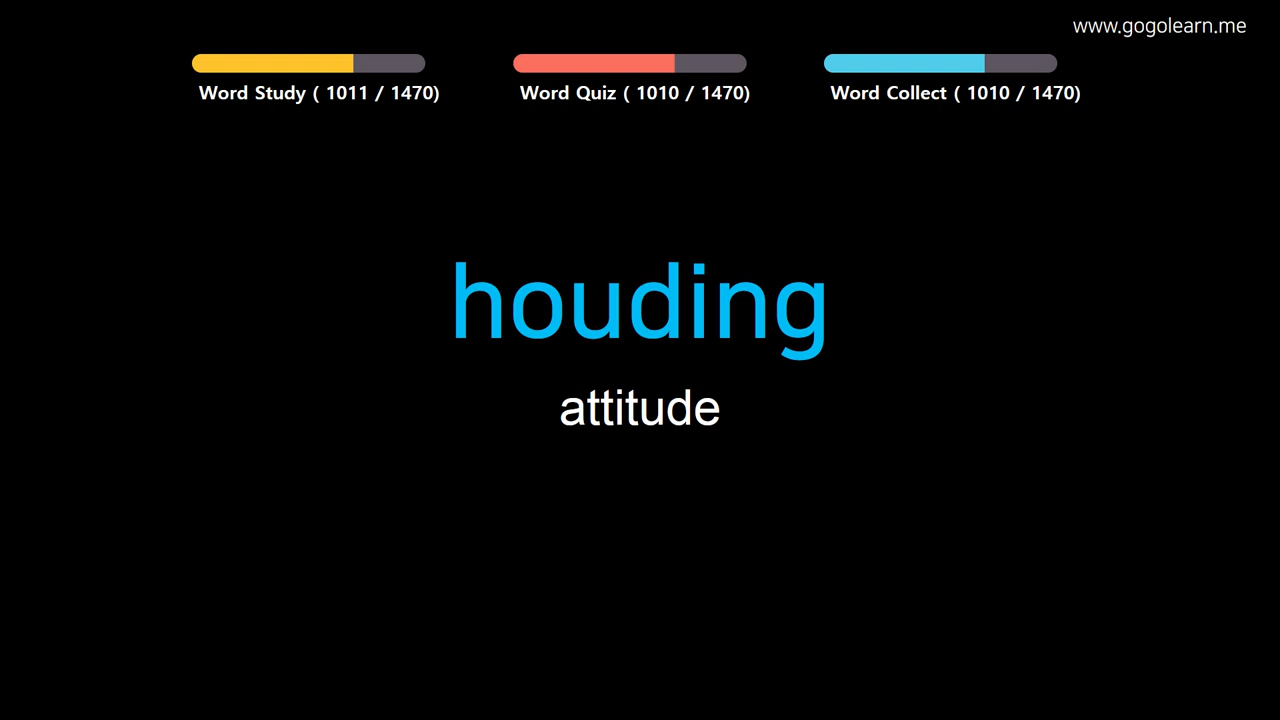 www.gogolearn.me
Word Study ( 1011 / 1470)
Word Quiz ( 1010 / 1470)
Word Collect ( 1010 / 1470)
houding
attitude